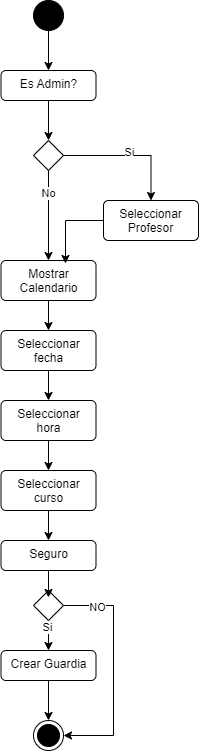 Es Admin?
Si
No
Seleccionar
Profesor
Mostrar
Calendario
Seleccionar
fecha
Seleccionar
hora
Seleccionar
curso
Seguro
NO
Si
Crear Guardia